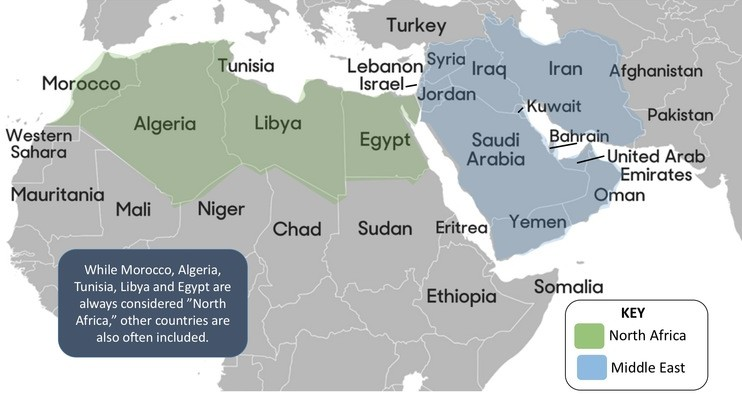 Turkey
Syria
Lebanon
Israel
Iraq
Iran
Afghanistan
Jordan
Kuwait
Pakistan
Morocco
Tunisia
Algeria
Libya
Egypt
Saudi
Arabia
Bahrain
United Arab
Emirates
Oman
Western
Sahara
Mauritania
Mali
Niger
Chad
Sudan
Eritrea
Yemen
Ethiopia
Somalia
While Morocco, Algeria,
Tunisia, Libya and Egypt are
always considered ”North
Africa,” other countries are
also often included.
KEY
North Africa
Middle East